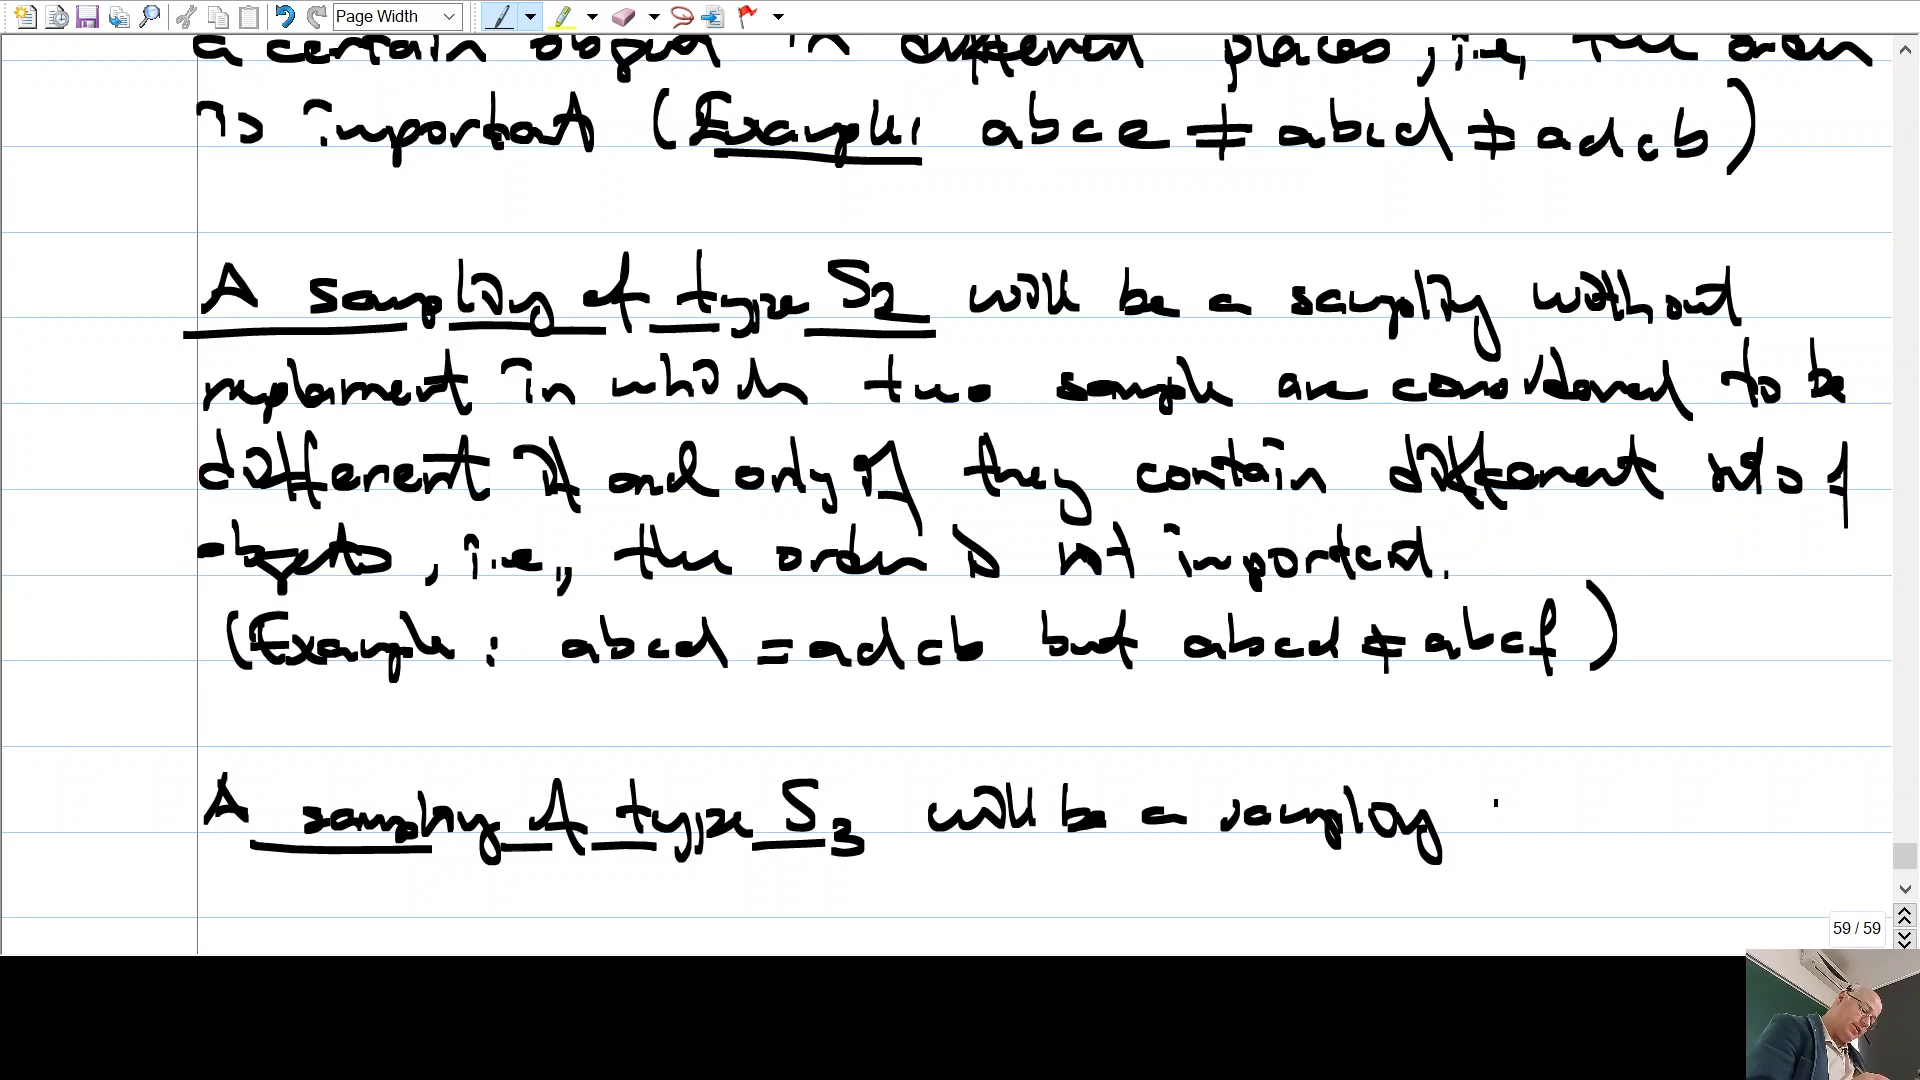 Page Width
a certain object in different places, i.e, the order
is important (Example: abce ≠ abcd ≠ adcb)
A sampling of type S2 will be a sampling without
replament in which two sample are considered to be
different if and only if they contain different sets of
objects, i.e., the order is not important.
(Example: abcd = adcb but abcd ≠ abcf)
A sampling of type S3 will be a sampling
59 / 59